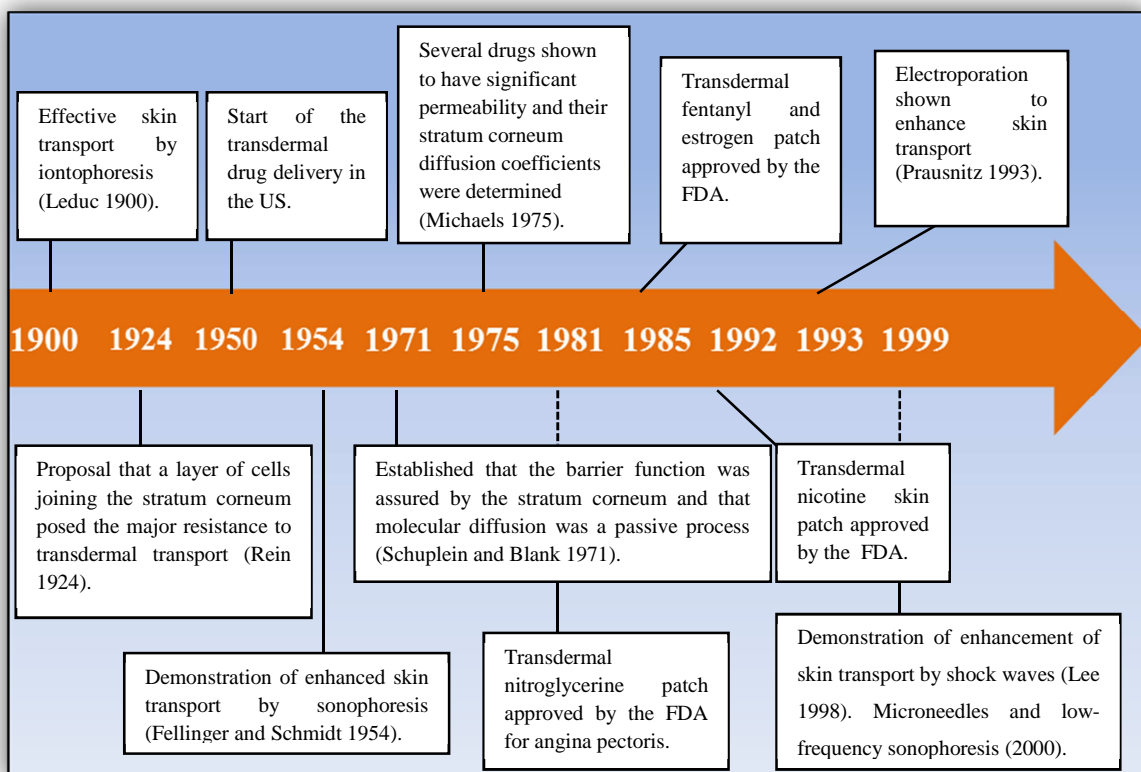 Effective skin
transport by
iontophoresis
(Leduc 1900).
Start of the
transdermal
drug delivery in
the US.
Several drugs shown
to have significant
permeability and their
stratum corneum
diffusion coefficients
were determined
(Michaels 1975).
Transdermal
fentanyl and
estrogen patch
approved by the
FDA.
Electroporation
shown to
enhance skin
transport
(Prausnitz 1993).
1900 1924 1950 1954 1971 1975 1981 1985 1992 1993 1999
Proposal that a layer of cells
joining the stratum corneum
posed the major resistance to
transdermal transport (Rein
1924).
Established that the barrier function was
assured by the stratum corneum and that
molecular diffusion was a passive process
(Schuplein and Blank 1971).
Transdermal
nicotine skin
patch approved
by the FDA.
Demonstration of enhanced skin
transport by sonophoresis
(Fellinger and Schmidt 1954).
Transdermal
nitroglycerine patch
approved by the FDA
for angina pectoris.
Demonstration of enhancement of
skin transport by shock waves (Lee
1998). Microneedles and low-
frequency sonophoresis (2000).